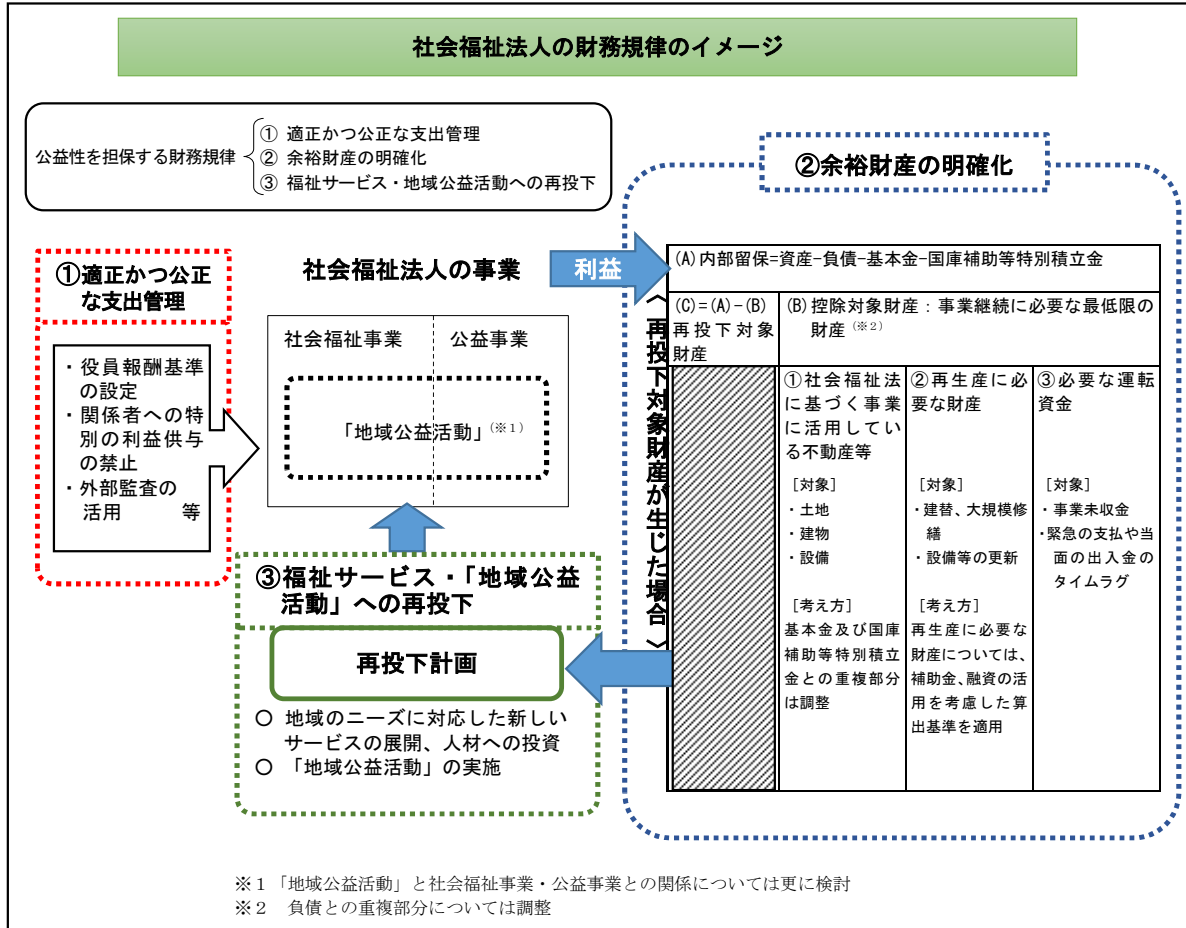 社会福祉法人の財務規律のイメージ
公益性を担保する財務規律
① 適正かつ公正な支出管理
② 余裕財産の明確化
③ 福祉サービス・地域公益活動への再投下
①適正かつ公正
な支出管理
・役員報酬基準
の設定
・関係者への特
別の利益供与
の禁止
・外部監査の
活用 等
社会福祉法人の事業
社会福祉事業
公益事業
「地域公益活動」(※1)
利益
②余裕財産の明確化
(A)内部留保=資産−負債−基本金−国庫補助等特別積立金
(C)=(A)−(B)
再投下対象
財産
(B)控除対象財産：事業継続に必要な最低限の
財産(※2)
①社会福祉法
に基づく事業
に活用してい
る不動産等
[対象]
・土地
・建物
・設備
[考え方]
基本金及び国庫
補助等特別積立
金との重複部分
は調整
②再生産に必
要な財産
[対象]
・建替、大規模修
繕
・設備等の更新
[考え方]
再生産に必要な
財産については、
補助金、融資の活
用を考慮した算
出基準を適用
③必要な運転
資金
[対象]
・事業未収金
・緊急の支払や当
面の出入金の
タイムラグ
〈再投下対象財産が生じた場合〉
③福祉サービス・「地域公益
活動」への再投下
再投下計画
○ 地域のニーズに対応した新しい
サービスの展開、人材への投資
○ 「地域公益活動」の実施
※１ 「地域公益活動」と社会福祉事業・公益事業との関係については更に検討
※２ 負債との重複部分については調整